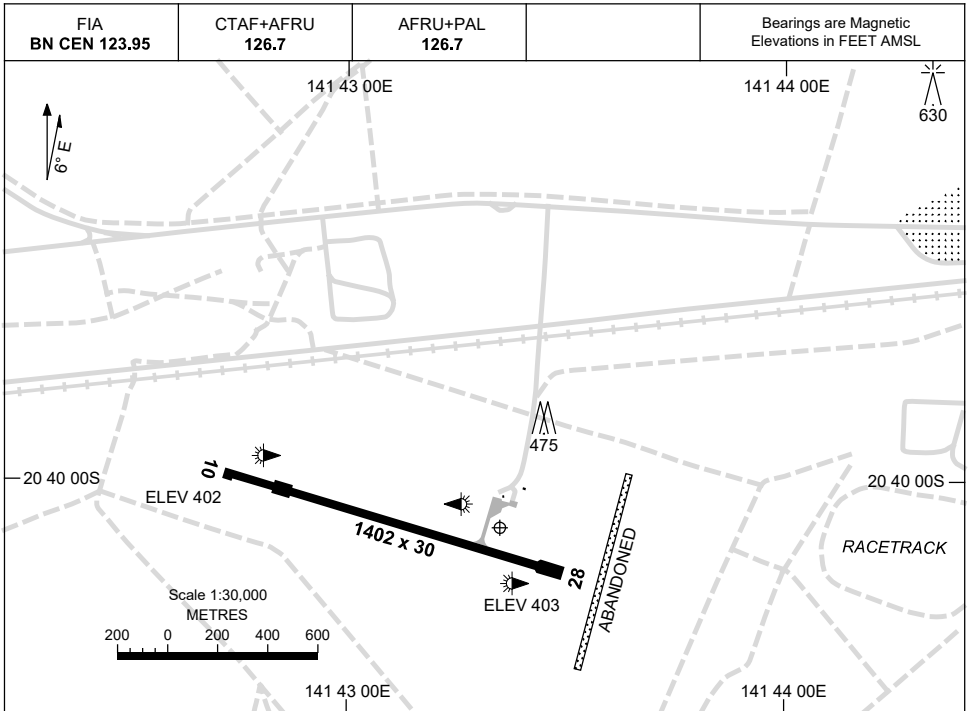 FIA
BN CEN 123.95
CTAF+AFRU
126.7
AFRU+PAL
126.7
Bearings are Magnetic
Elevations in FEET AMSL
141 43 00E
141 44 00E
630
6° E
475
20 40 00S
20 40 00S
10
ELEV 402
1402 x 30
28
ELEV 403
ABANDONED
RACETRACK
Scale 1:30,000
METRES
200 0 200 400 600
141 43 00E
141 44 00E